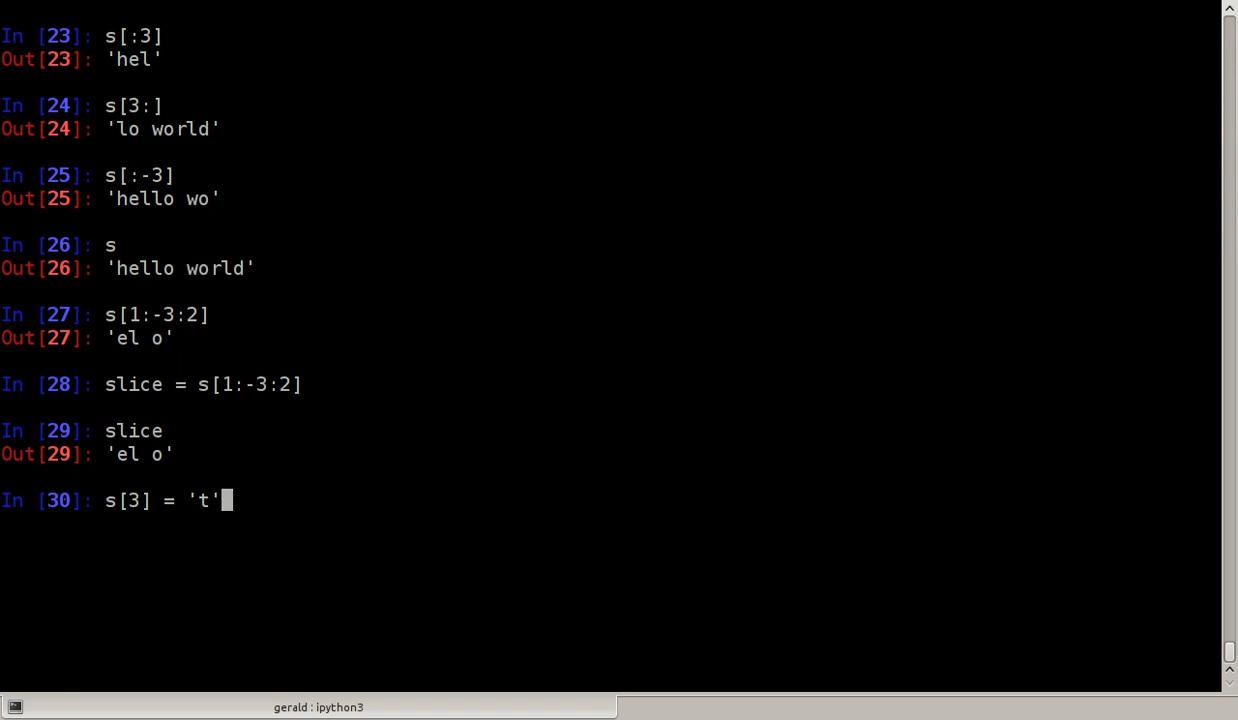 In [23]: s[:3]
Out[23]: 'hel'
In [24]: s[3:]
Out[24]: 'lo world'
In [25]: s[:-3]
Out[25]: 'hello wo'
In [26]: s
Out[26]: 'hello world'
In [27]: s[1:-3:2]
Out[27]: 'el o'
In [28]: slice = s[1:-3:2]
In [29]: slice
Out[29]: 'el o'
In [30]: s[3] = 't'
gerald : ipython3